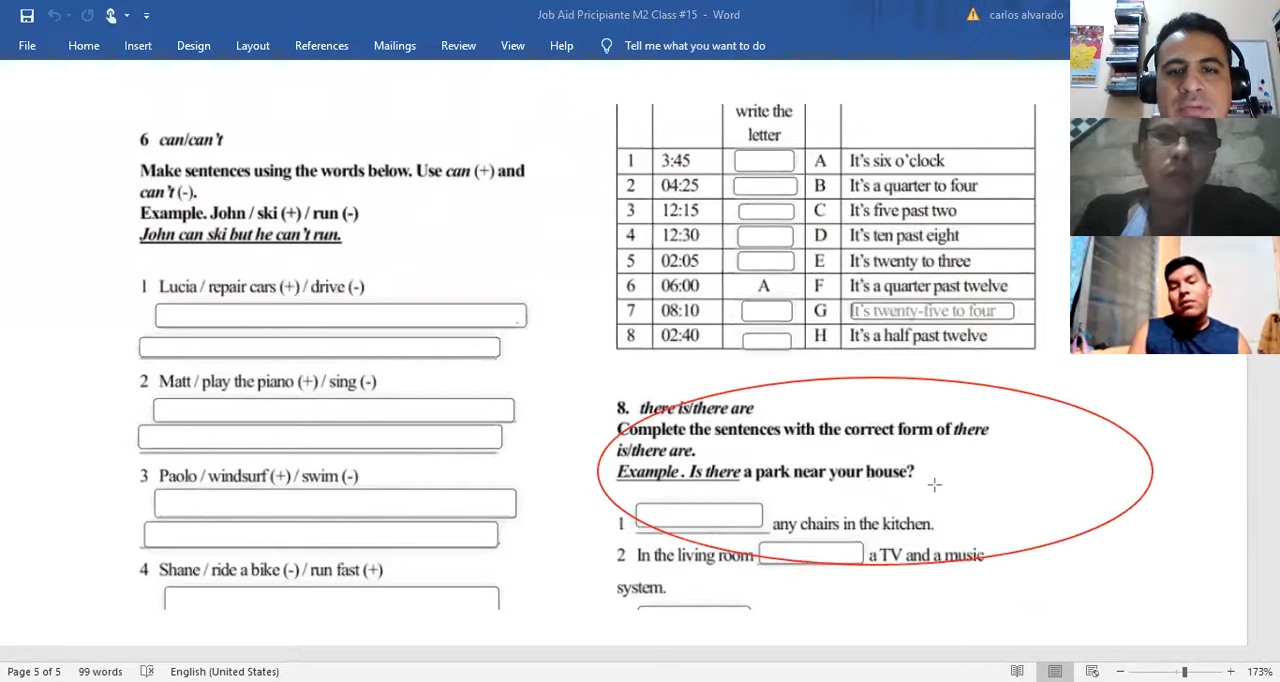 Job Aid Pricipiante M2 Class #15 - Word
carlos alvarado
File Home Insert Design Layout References Mailings Review View Help Tell me what you want to do
6 can/can't
Make sentences using the words below. Use can (+) and
can't (-).
Example. John / ski (+) / run (-)
John can ski but he can't run.
1 Lucia / repair cars (+) / drive (-)
2 Matt / play the piano (+) / sing (-)
3 Paolo / windsurf (+) / swim (-)
4 Shane / ride a bike (-) / run fast (+)
write the
letter
1 3:45 A It's six o'clock
2 04:25 B It's a quarter to four
3 12:15 C It's five past two
4 12:30 D It's ten past eight
5 02:05 E It's twenty to three
6 06:00 A F It's a quarter past twelve
7 08:10 G It's twenty-five to four
8 02:40 H It's a half past twelve
8. there is/there are
Complete the sentences with the correct form of there
is/there are.
Example . Is there a park near your house?
1 any chairs in the kitchen.
2 In the living room a TV and a music
system.
Page 5 of 5 99 words English (United States) 173%